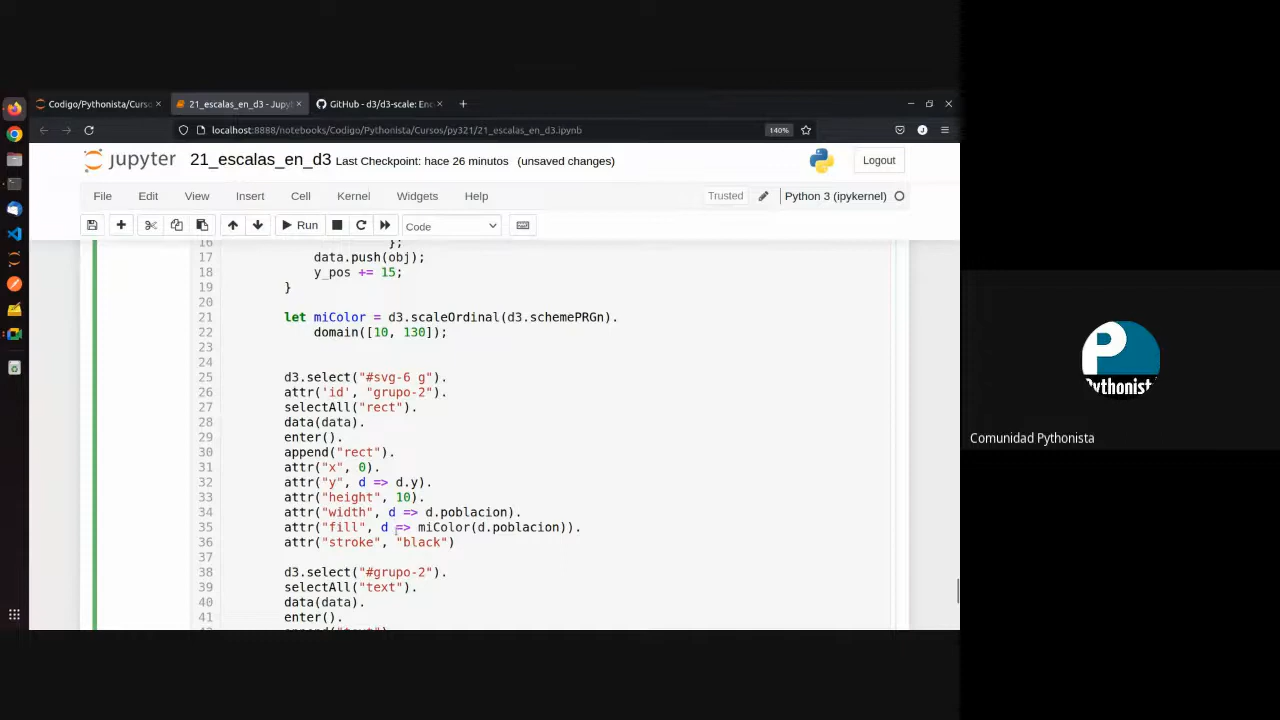 Codigo/Pythonista/Curso
21_escalas_en_d3 - Jupyt
GitHub - d3/d3-scale: Enc
localhost:8888/notebooks/Codigo/Pythonista/Cursos/py321/21_escalas_en_d3.ipynb
140%
jupyter 21_escalas_en_d3 Last Checkpoint: hace 26 minutos (unsaved changes)
Logout
File Edit View Insert Cell Kernel Widgets Help
Trusted
Python 3 (ipykernel)
Run
Code
16 };
17 data.push(obj);
18 y_pos += 15;
19 }
20
21 let miColor = d3.scaleOrdinal(d3.schemePRGn).
22 domain([10, 130]);
23
24
25 d3.select("#svg-6 g").
26 attr('id', "grupo-2").
27 selectAll("rect").
28 data(data).
29 enter().
30 append("rect").
31 attr("x", 0).
32 attr("y", d => d.y).
33 attr("height", 10).
34 attr("width", d => d.poblacion).
35 attr("fill", d => miColor(d.poblacion)).
36 attr("stroke", "black")
37
38 d3.select("#grupo-2").
39 selectAll("text").
40 data(data).
41 enter().
Pythonist
Comunidad Pythonista